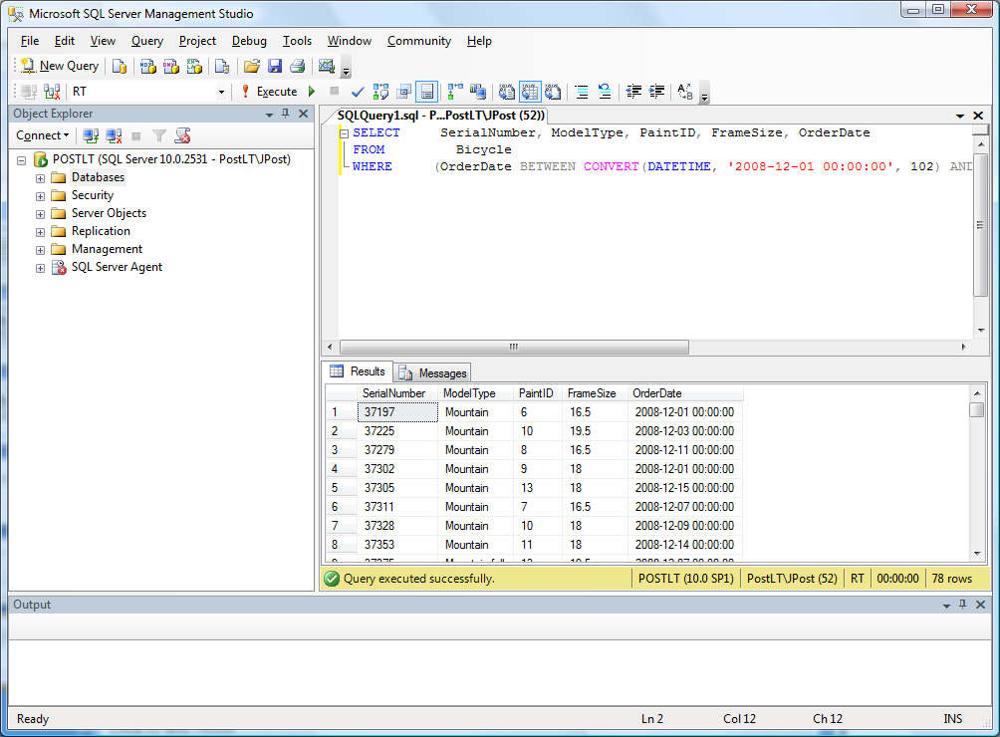 Microsoft SQL Server Management Studio
File Edit View Query Project Debug Tools Window Community Help
New Query
RT Execute
Object Explorer
Connect
POSTLT (SQL Server 10.0.2531 - PostLT\JPost)
Databases
Security
Server Objects
Replication
Management
SQL Server Agent
SQLQuery1.sql - P...PostLT\JPost (52))
SELECT SerialNumber, ModelType, PaintID, FrameSize, OrderDate
FROM Bicycle
WHERE (OrderDate BETWEEN CONVERT(DATETIME, '2008-12-01 00:00:00', 102) AND
Results Messages
SerialNumber ModelType PaintID FrameSize OrderDate
1 37197 Mountain 6 16.5 2008-12-01 00:00:00
2 37225 Mountain 10 19.5 2008-12-03 00:00:00
3 37279 Mountain 8 16.5 2008-12-11 00:00:00
4 37302 Mountain 9 18 2008-12-01 00:00:00
5 37305 Mountain 13 18 2008-12-15 00:00:00
6 37311 Mountain 7 16.5 2008-12-07 00:00:00
7 37328 Mountain 10 18 2008-12-09 00:00:00
8 37353 Mountain 11 18 2008-12-14 00:00:00
Query executed successfully. POSTLT (10.0 SP1) PostLT\JPost (52) RT 00:00:00 78 rows
Output
Ready Ln 2 Col 12 Ch 12 INS